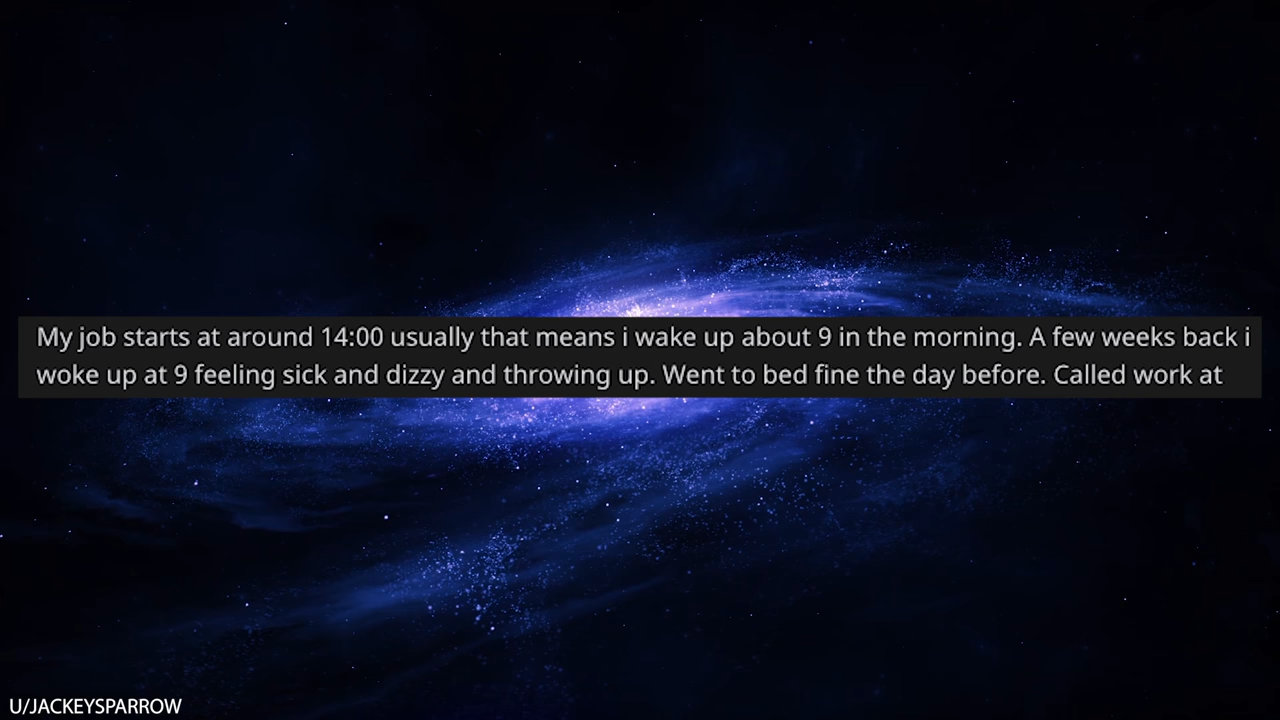 My job starts at around 14:00 usually that means i wake up about 9 in the morning. A few weeks back i
woke up at 9 feeling sick and dizzy and throwing up. Went to bed fine the day before. Called work at
U/JACKEYSPARROW